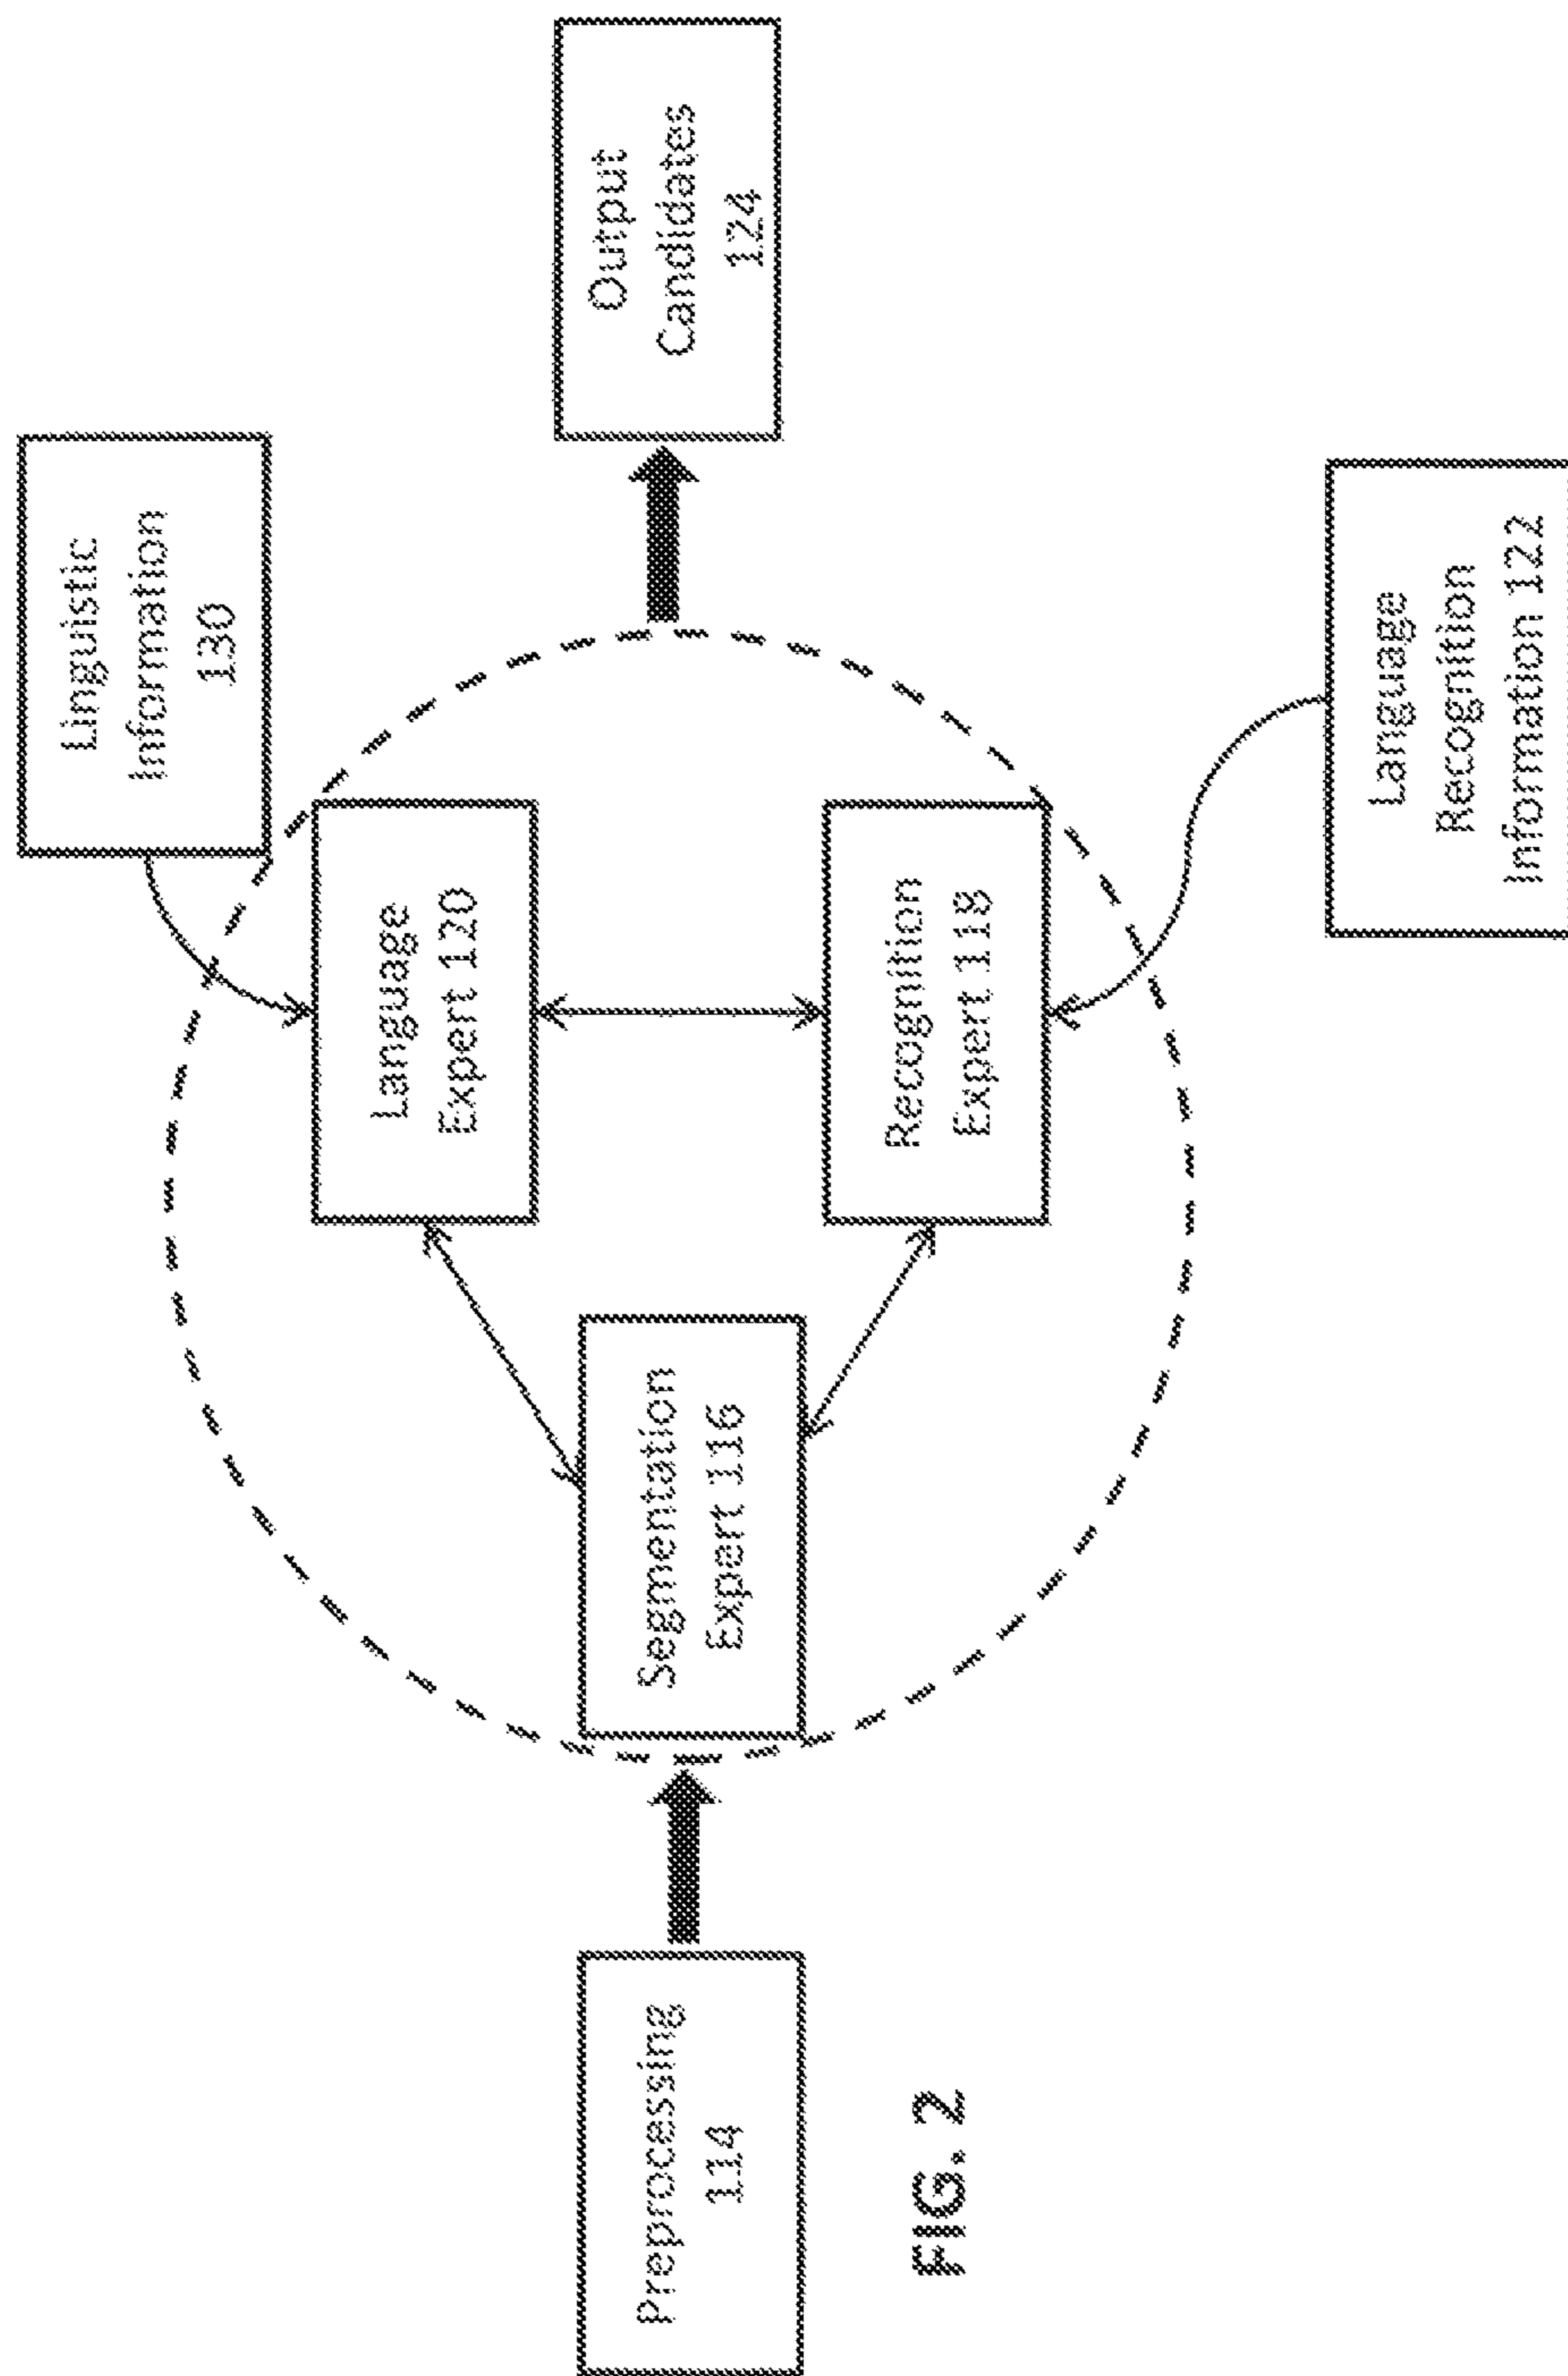 Preprocessing
114
Segmentation
Expert 116
Language
Expert 120
Recognition
Expert 118
Linguistic
Information
130
Language
Recognition
Information 122
Output
Candidates
124
FIG. 2